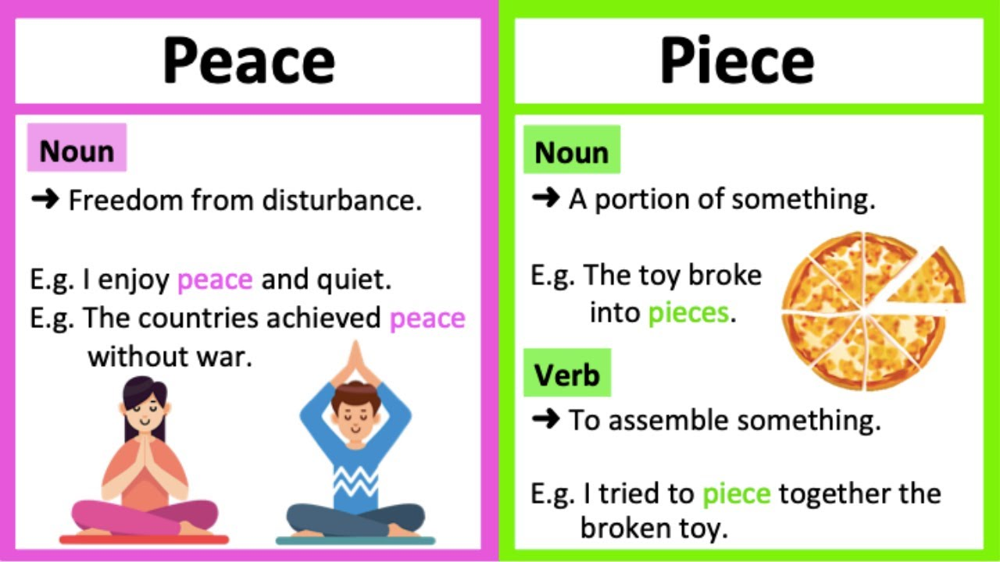 Peace
Noun
➜ Freedom from disturbance.
E.g. I enjoy peace and quiet.
E.g. The countries achieved peace
without war.
Piece
Noun
➜ A portion of something.
E.g. The toy broke
into pieces.
Verb
➜ To assemble something.
E.g. I tried to piece together the
broken toy.